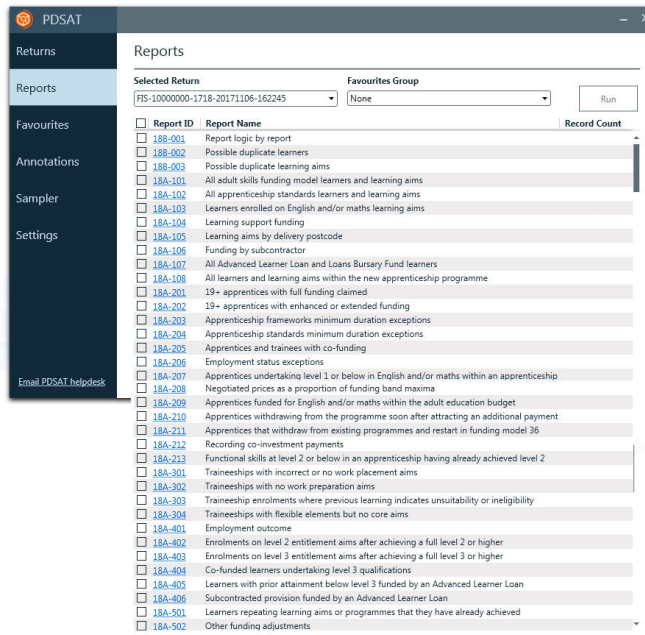 PDSAT
Returns
Reports
Favourites
Annotations
Sampler
Settings
Email PDSAT helpdesk
Reports
Selected Return Favourites Group
FIS-10000000-1718-20171106-162245 None Run
Report ID Report Name Record Count
18B-001 Report logic by report
18B-002 Possible duplicate learners
18B-003 Possible duplicate learning aims
18A-101 All adult skills funding model learners and learning aims
18A-102 All apprenticeship standards learners and learning aims
18A-103 Learners enrolled on English and/or maths learning aims
18A-104 Learning support funding
18A-105 Learning aims by delivery postcode
18A-106 Funding by subcontractor
18A-107 All Advanced Learner Loan and Loans Bursary Fund learners
18A-108 All learners and learning aims within the new apprenticeship programme
18A-201 19+ apprentices with full funding claimed
18A-202 19+ apprentices with enhanced or extended funding
18A-203 Apprenticeship frameworks minimum duration exceptions
18A-204 Apprenticeship standards minimum duration exceptions
18A-205 Apprentices and trainees with co-funding
18A-206 Employment status exceptions
18A-207 Apprentices undertaking level 1 or below in English and/or maths within an apprenticeship
18A-208 Negotiated prices as a proportion of funding band maxima
18A-209 Apprentices funded for English and/or maths within the adult education budget
18A-210 Apprentices withdrawing from the programme soon after attracting an additional payment
18A-211 Apprentices that withdraw from existing programmes and restart in funding model 36
18A-212 Recording co-investment payments
18A-213 Functional skills at level 2 or below in an apprenticeship having already achieved level 2
18A-301 Traineeships with incorrect or no work placement aims
18A-302 Traineeships with no work preparation aims
18A-303 Traineeship enrolments where previous learning indicates unsuitability or ineligibility
18A-304 Traineeships with flexible elements but no core aims
18A-401 Employment outcome
18A-402 Enrolments on level 2 entitlement aims after achieving a full level 2 or higher
18A-403 Enrolments on level 3 entitlement aims after achieving a full level 3 or higher
18A-404 Co-funded learners undertaking level 3 qualifications
18A-405 Learners with prior attainment below level 3 funded by an Advanced Learner Loan
18A-406 Subcontracted provision funded by an Advanced Learner Loan
18A-501 Learners repeating learning aims or programmes that they have already achieved
18A-502 Other funding adjustments